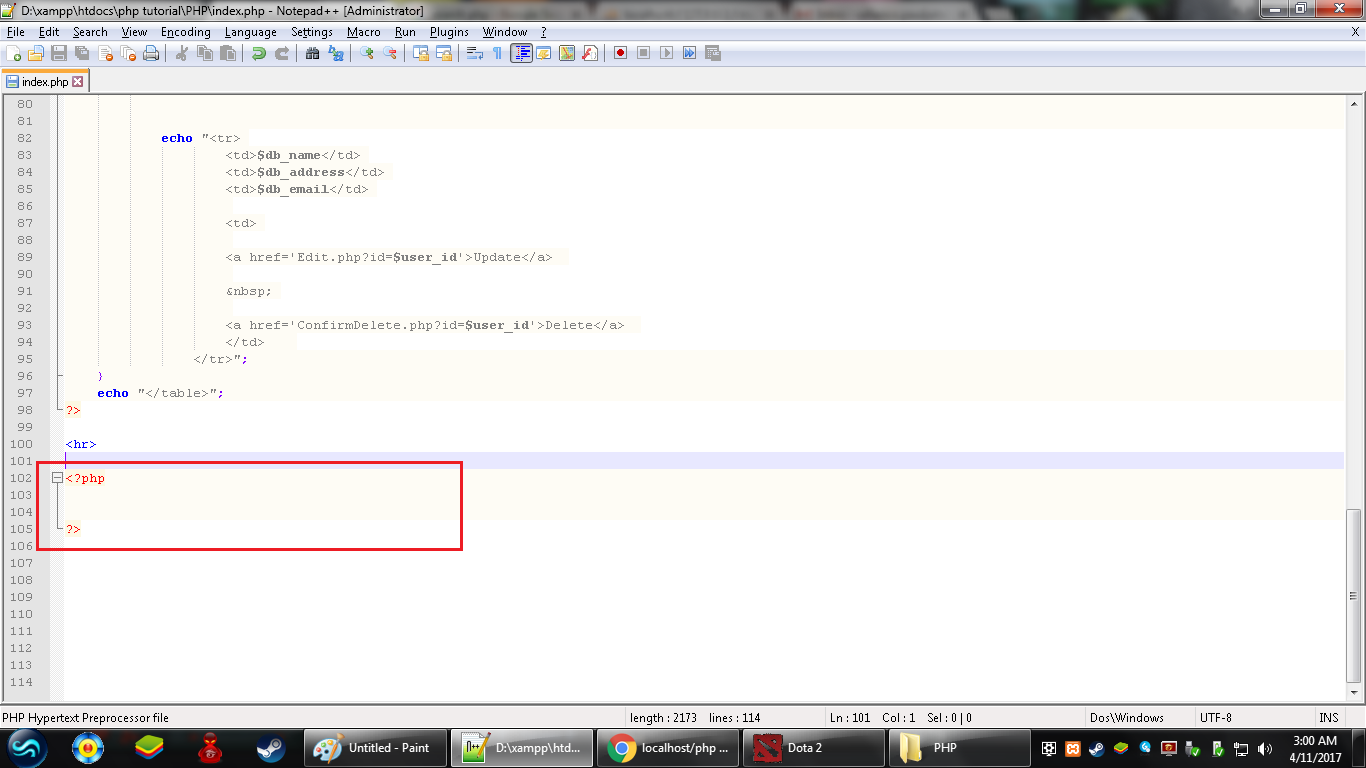 D:\xampp\htdocs\php tutorial\PHP\index.php - Notepad++ [Administrator]
File Edit Search View Encoding Language Settings Macro Run Plugins Window ? X
index.php
80
81
82 echo "<tr>
83 <td>$db_name</td>
84 <td>$db_address</td>
85 <td>$db_email</td>
86
87 <td>
88
89 <a href='Edit.php?id=$user_id'>Update</a>
90
91 &nbsp;
92
93 <a href='ConfirmDelete.php?id=$user_id'>Delete</a>
94 </td>
95 </tr>";
96 }
97 echo "</table>";
98 ?>
99
100 <hr>
101
102 <?php
103
104
105 ?>
106
107
108
109
110
111
112
113
114
PHP Hypertext Preprocessor file length : 2173 lines : 114 Ln : 101 Col : 1 Sel : 0 | 0 Dos\Windows UTF-8 INS
Untitled - Paint D:\xampp\htd... localhost/php ... Dota 2 PHP 3:00 AM
4/11/2017